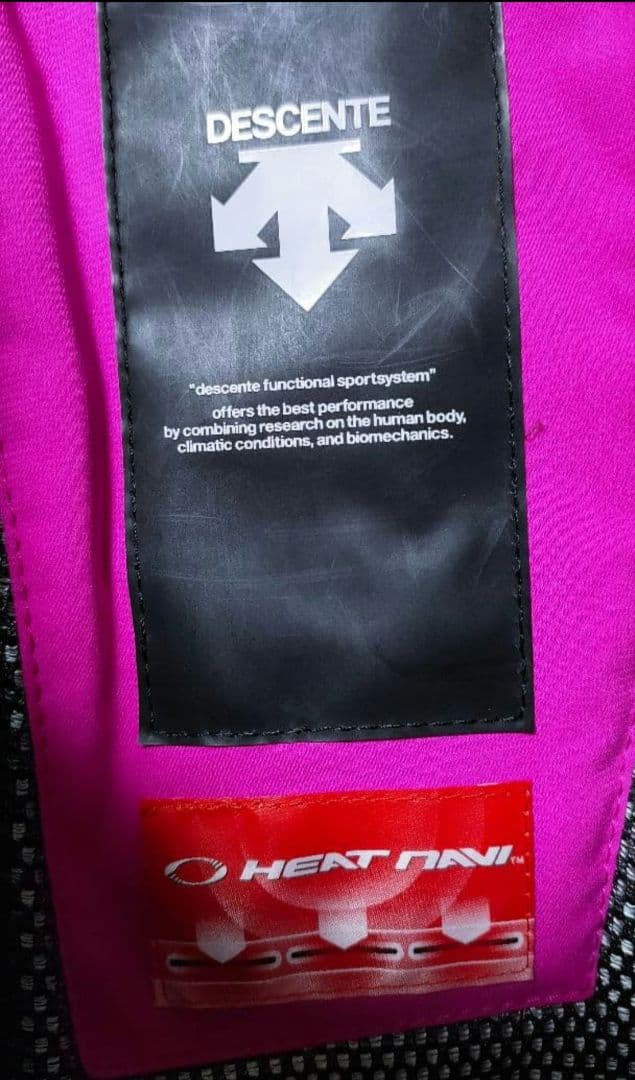 DESCENTE
"descente functional sportsystem"
offers the best performance
by combining research on the human body,
climatic conditions, and biomechanics.
HEAT NAVI™